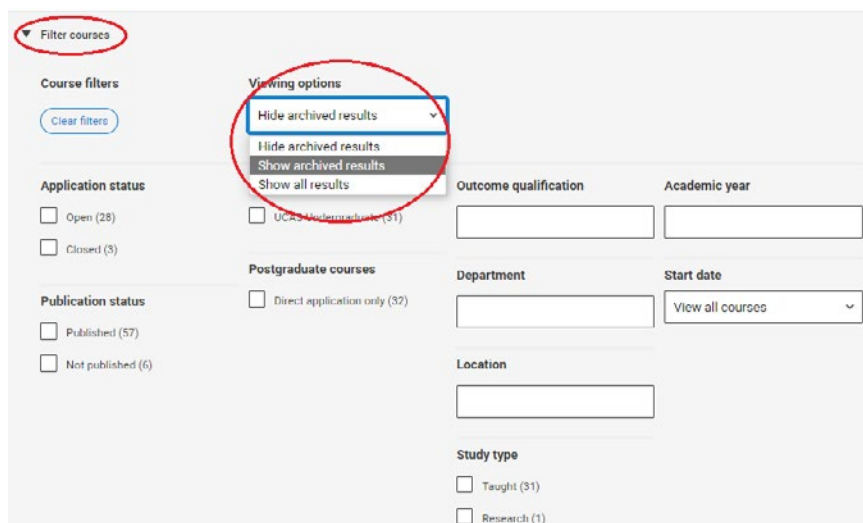 Filter courses
Course filters
Viewing options
Clear filters
Hide archived results
Hide archived results
Show archived results
Show all results
Application status
Outcome qualification
Academic year
Open (28)
UCAS Undergraduate (31)
Closed (3)
Postgraduate courses
Department
Start date
Publication status
Direct application only (32)
View all courses
Published (57)
Not published (6)
Location
Study type
Taught (31)
Research (1)